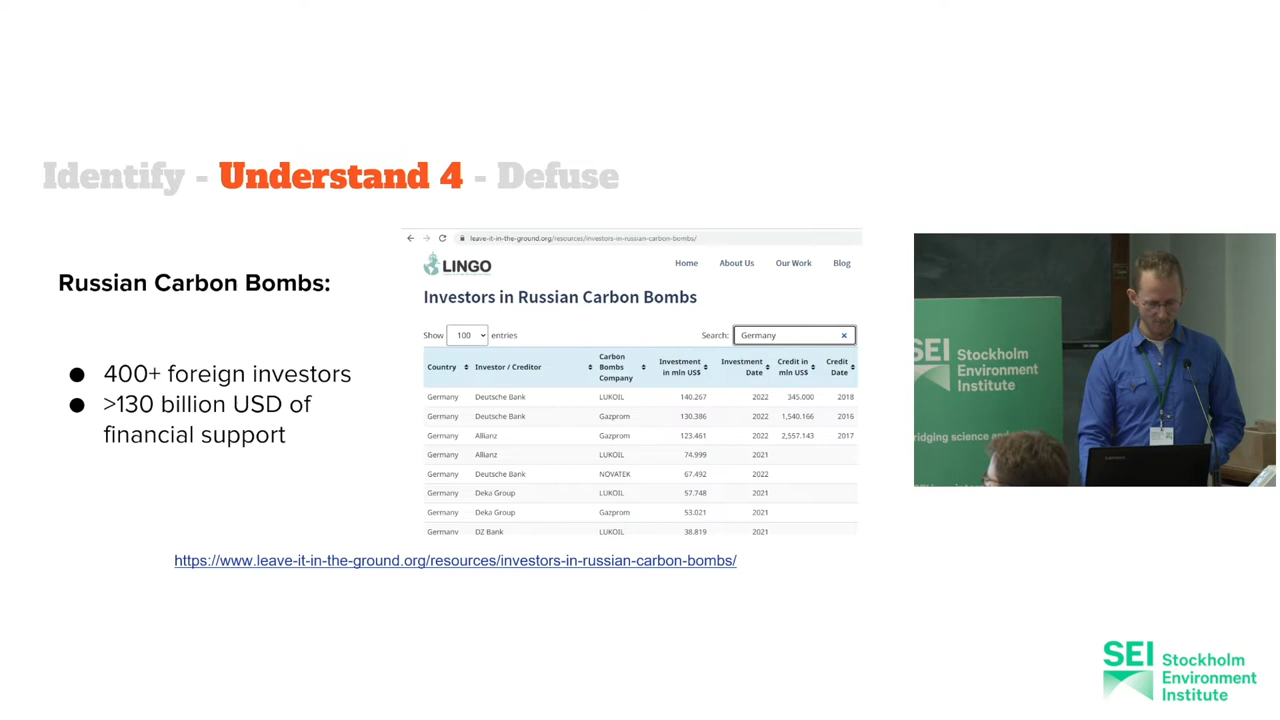 Identify - Understand 4 - Defuse
Russian Carbon Bombs:
● 400+ foreign investors
● >130 billion USD of
financial support
leave-it-in-the-ground.org/resources/investors-in-russian-carbon-bombs/
LINGO
Home About Us Our Work Blog
Investors in Russian Carbon Bombs
Show 100 entries Search: Germany
Country Investor / Creditor Carbon Bombs Company Investment in mln US$ Investment Date Credit in mln US$ Credit Date
Germany Deutsche Bank LUKOIL 140.267 2022 345.000 2018
Germany Deutsche Bank Gazprom 130.386 2022 1,540.166 2016
Germany Allianz Gazprom 123.461 2022 2,557.143 2017
Germany Allianz LUKOIL 74.999 2021
Germany Deutsche Bank NOVATEK 67.492 2022
Germany Deka Group LUKOIL 57.748 2021
Germany Deka Group Gazprom 53.021 2021
Germany DZ Bank LUKOIL 38.819 2021
https://www.leave-it-in-the-ground.org/resources/investors-in-russian-carbon-bombs/
SEI Stockholm
Environment
Institute
ridging science and
Lenovo
SEI Stockholm
Environment
Institute